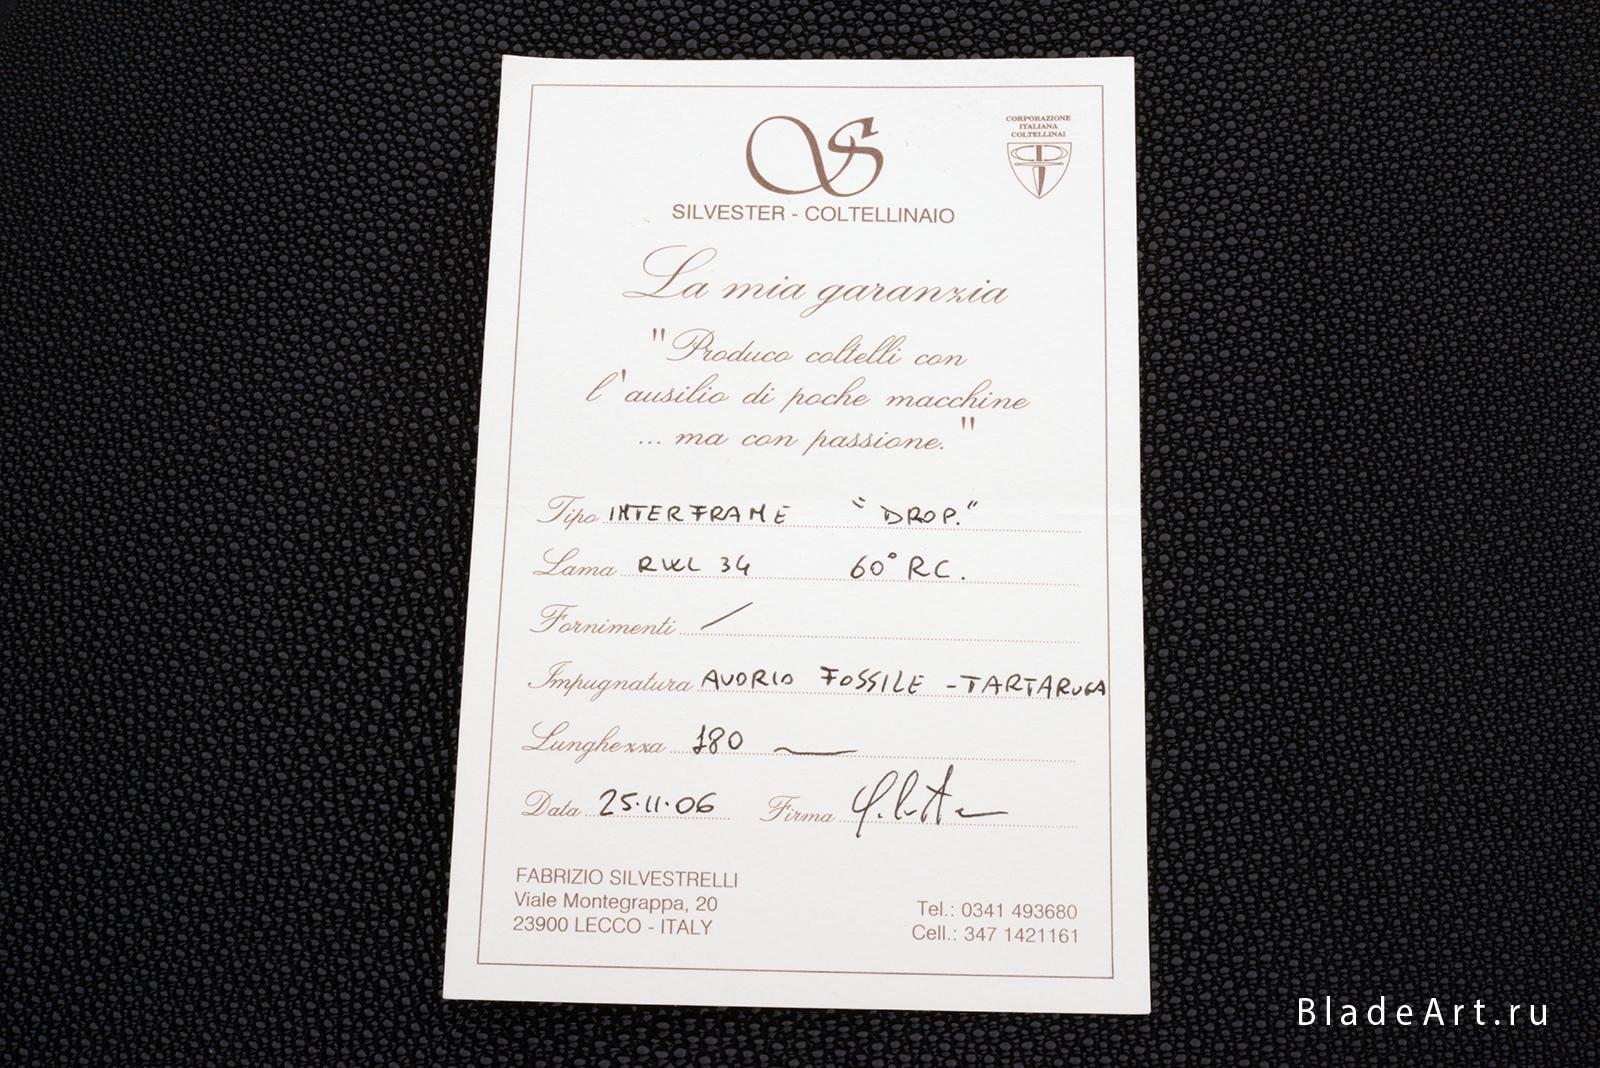 CORPORAZIONE
ITALIANA
COLTELLINAI
SILVESTER - COLTELLINAIO
La mia garanzia
"Produco coltelli con
l'ausilio di poche macchine
... ma con passione."
Tipo INTERFRAME "DROP."
Lama RWL 34 60° RC.
Fornimenti /
Impugnatura AVORIO FOSSILE - TARTARUGA
Lunghezza 180
Data 25.11.06 Firma
FABRIZIO SILVESTRELLI
Viale Montegrappa, 20
23900 LECCO - ITALY
Tel.: 0341 493680
Cell.: 347 1421161
BladeArt.ru